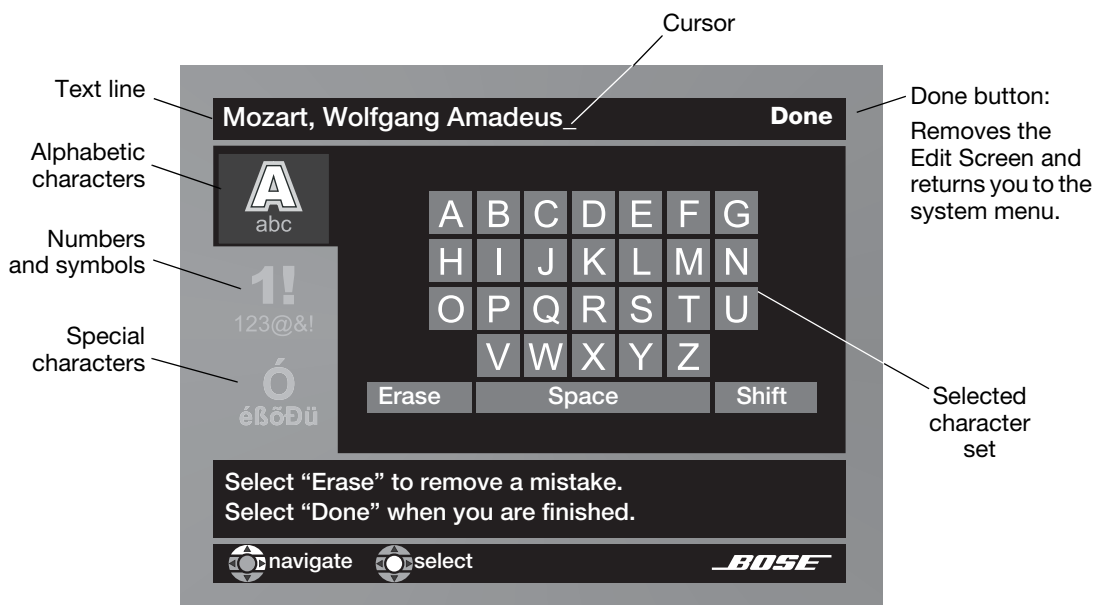 Cursor
Text line
Mozart, Wolfgang Amadeus_
Done
Done button:
Removes the
Edit Screen and
returns you to the
system menu.
Alphabetic
characters
A
abc
Numbers
and symbols
1!
123@&!
Special
characters
Ó
éßõÐü
A B C D E F G
H I J K L M N
O P Q R S T U
V W X Y Z
Erase Space Shift
Selected
character
set
Select “Erase” to remove a mistake.
Select “Done” when you are finished.
navigate select BOSE